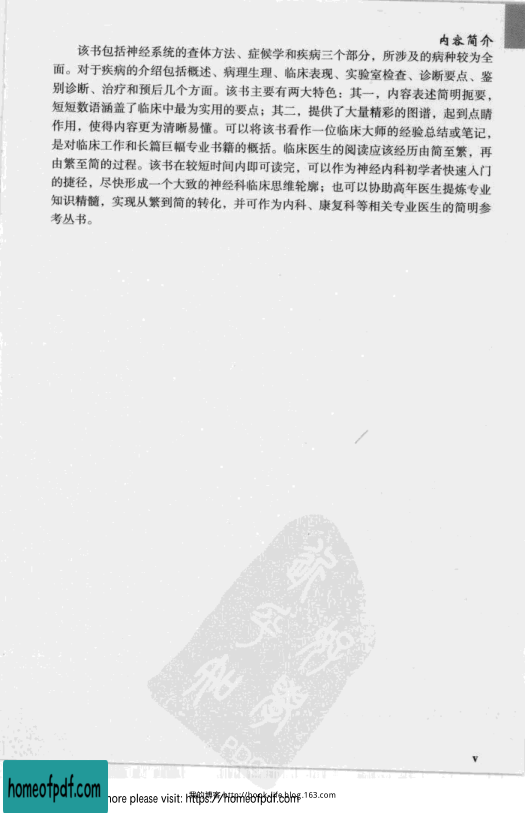 内容简介
该书包括神经系统的查体方法、症候学和疾病三个部分，所涉及的病种较为全
面。对于疾病的介绍包括概述、病理生理、临床表现、实验室检查、诊断要点、鉴
别诊断、治疗和预后几个方面。该书主要有两大特色：其一，内容表述简明扼要，
短短数语涵盖了临床中最为实用的要点；其二，提供了大量精彩的图谱，起到点睛
作用，使得内容更为清晰易懂。可以将该书看作一位临床大师的经验总结或笔记，
是对临床工作和长篇巨幅专业书籍的概括。临床医生的阅读应该经历由简至繁，再
由繁至简的过程。该书在较短时间内即可读完，可以作为神经内科初学者快速入门
的捷径，尽快形成一个大致的神经科临床思维轮廓；也可以协助高年医生提炼专业
知识精髓，实现从繁到简的转化，并可作为内科、康复科等相关专业医生的简明参
考丛书。
V
homeofpdf.com
more please visit: https://homeofpdf.com
我的博客